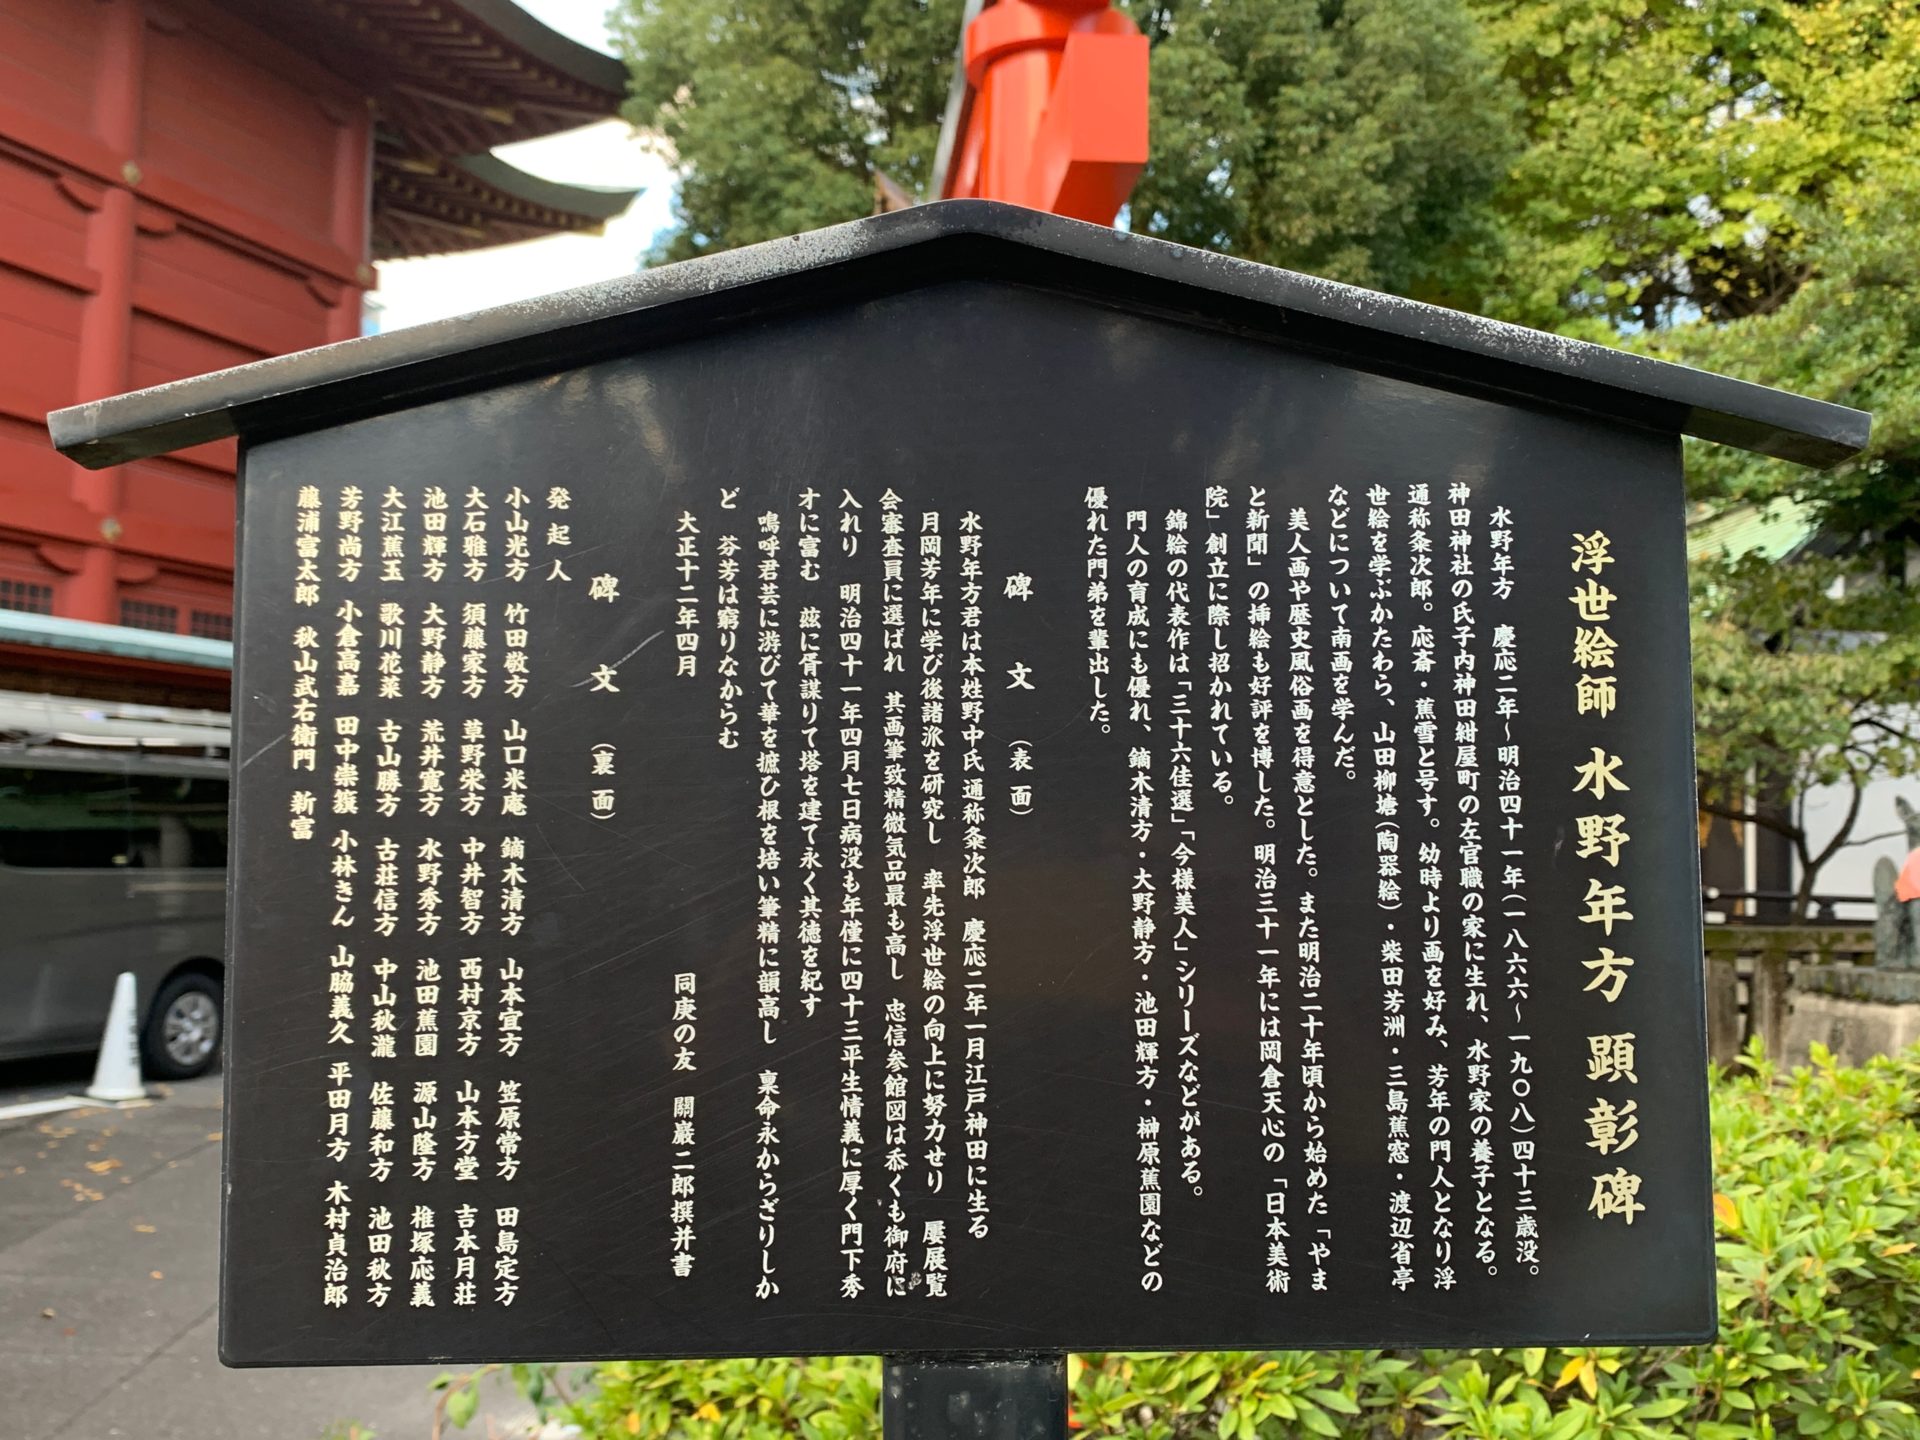 浮世絵師 水野年方 顕彰碑
水野年方 慶応二年～明治四十一年(一八六六～一九〇八)四十三歳没。
神田神社の氏子内神田紺屋町の左官職の家に生れ、水野家の養子となる。
通称粂次郎。応斎・蕉雪と号す。幼時より画を好み、芳年の門人となり浮
世絵を学ぶかたわら、山田柳塘(陶器絵)・柴田芳洲・三島蕉窓・渡辺省亭
などについて南画を学んだ。
美人画や歴史風俗画を得意とした。また明治二十年頃から始めた「やま
と新聞」の挿絵も好評を博した。明治三十一年には岡倉天心の「日本美術
院」創立に際し招かれている。
錦絵の代表作は「三十六佳選」「今様美人」シリーズなどがある。
門人の育成にも優れ、鏑木清方・大野静方・池田輝方・榊原蕉園などの
優れた門弟を輩出した。
碑 文 (表面)
水野年方君は本姓野中氏通称粂次郎 慶応二年一月江戸神田に生る
月岡芳年に学び後諸派を研究し 率先浮世絵の向上に努力せり 屢展覧
会審査員に選ばれ 其画筆致精微気品最も高し 忠信参館図は忝くも御府に
入れり 明治四十一年四月七日病没も年僅に四十三平生情義に厚く門下秀
オに富む 玆に胥謀りて塔を建て永く其徳を紀す
鳴呼君芸に游びて華を摭ひ根を培い筆精に韻高し 稟命永からざりしか
ど 芬芳は窮りなからむ
大正十二年四月
同庚の友 關巌二郎撰并書
碑 文 (裏面)
発起人
小山光方 竹田敬方 山口米庵 鏑木清方 山本宜方 笠原常方 田島定方
大石雅方 須藤家方 草野栄方 中井智方 西村京方 山本方堂 吉本月荘
池田輝方 大野静方 荒井寛方 水野秀方 池田蕉園 源山隆方 椎塚応義
大江蕉玉 歌川花菜 古山勝方 古荘信方 中山秋瀧 佐藤和方 池田秋方
芳野尚方 小倉高嘉 田中崇籏 小林きん 山脇義久 平田月方 木村貞治郎
藤浦富太郎 秋山武右衛門 新富